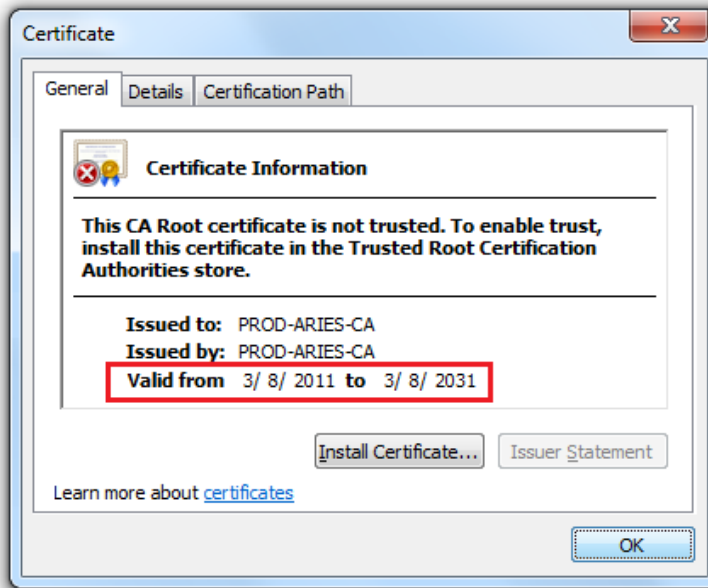 Certificate
General Details Certification Path
Certificate Information
This CA Root certificate is not trusted. To enable trust,
install this certificate in the Trusted Root Certification
Authorities store.
Issued to: PROD-ARIES-CA
Issued by: PROD-ARIES-CA
Valid from 3/ 8/ 2011 to 3/ 8/ 2031
Install Certificate... Issuer Statement
Learn more about certificates
OK